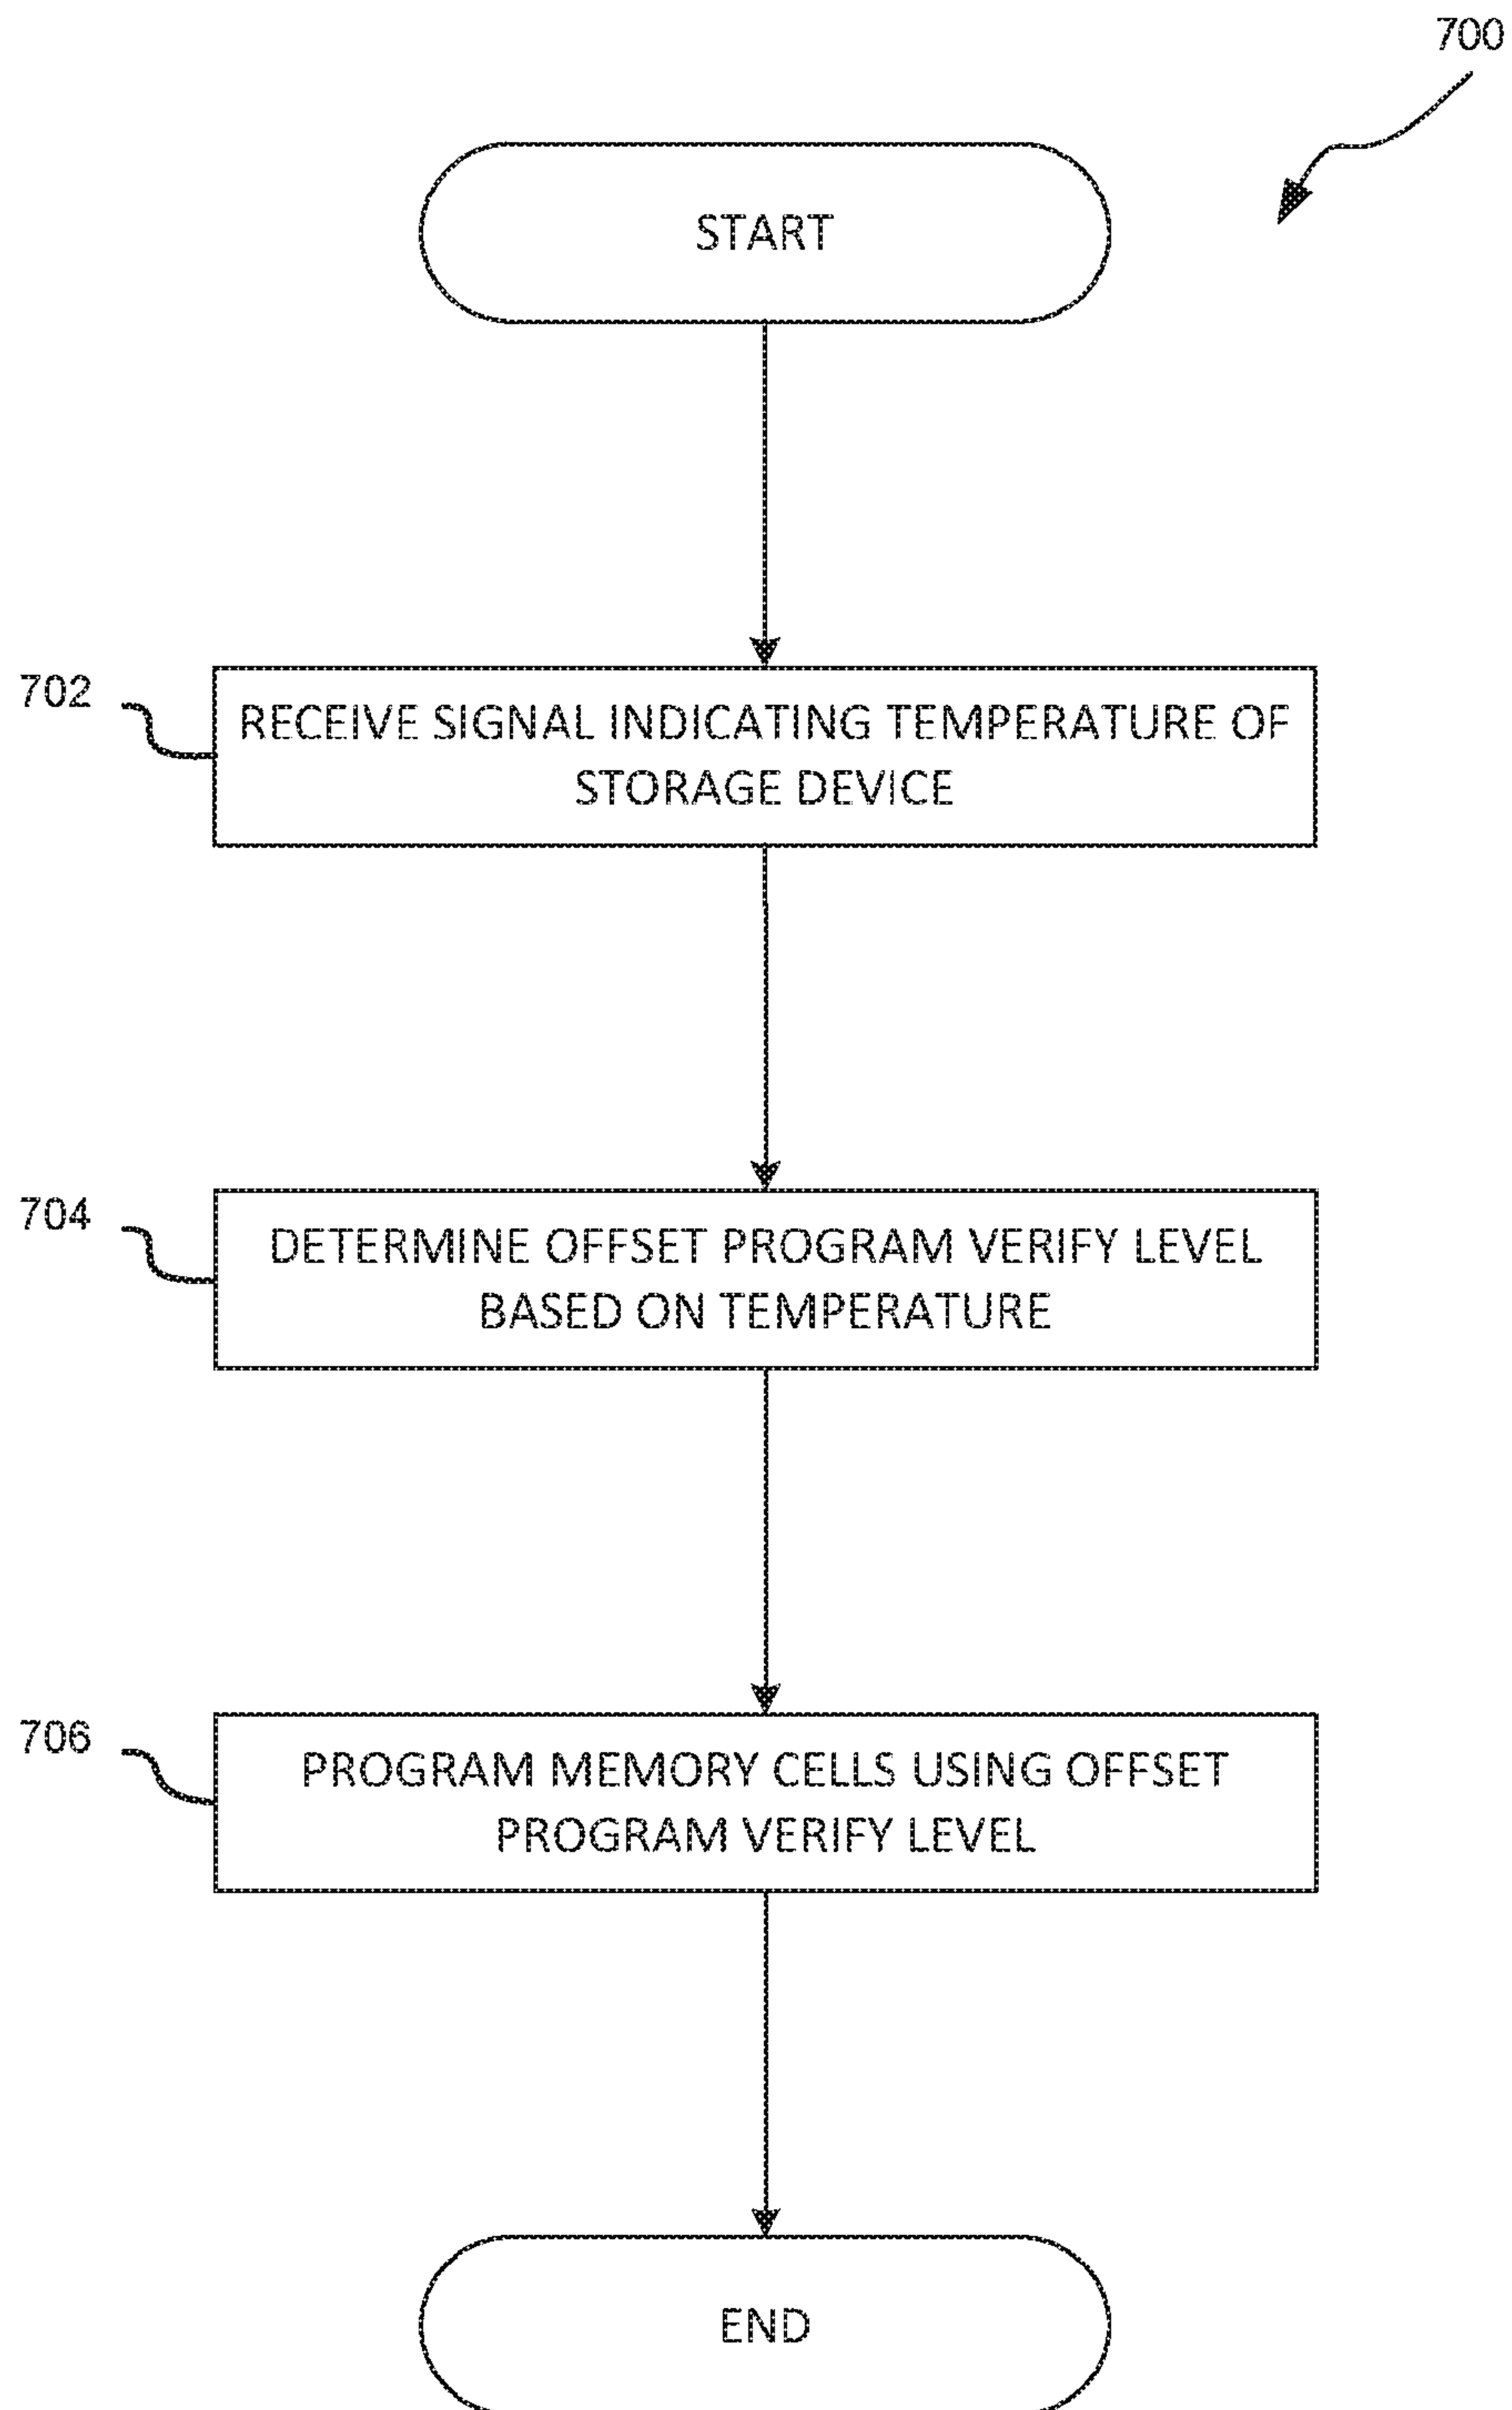 700
START
702
RECEIVE SIGNAL INDICATING TEMPERATURE OF
STORAGE DEVICE
704
DETERMINE OFFSET PROGRAM VERIFY LEVEL
BASED ON TEMPERATURE
706
PROGRAM MEMORY CELLS USING OFFSET
PROGRAM VERIFY LEVEL
END